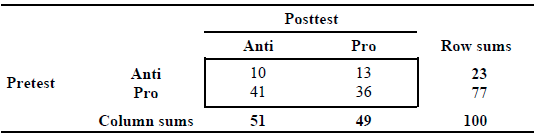 Posttest
Anti Pro Row sums
Pretest Anti 10 13 23
Pro 41 36 77
Column sums 51 49 100